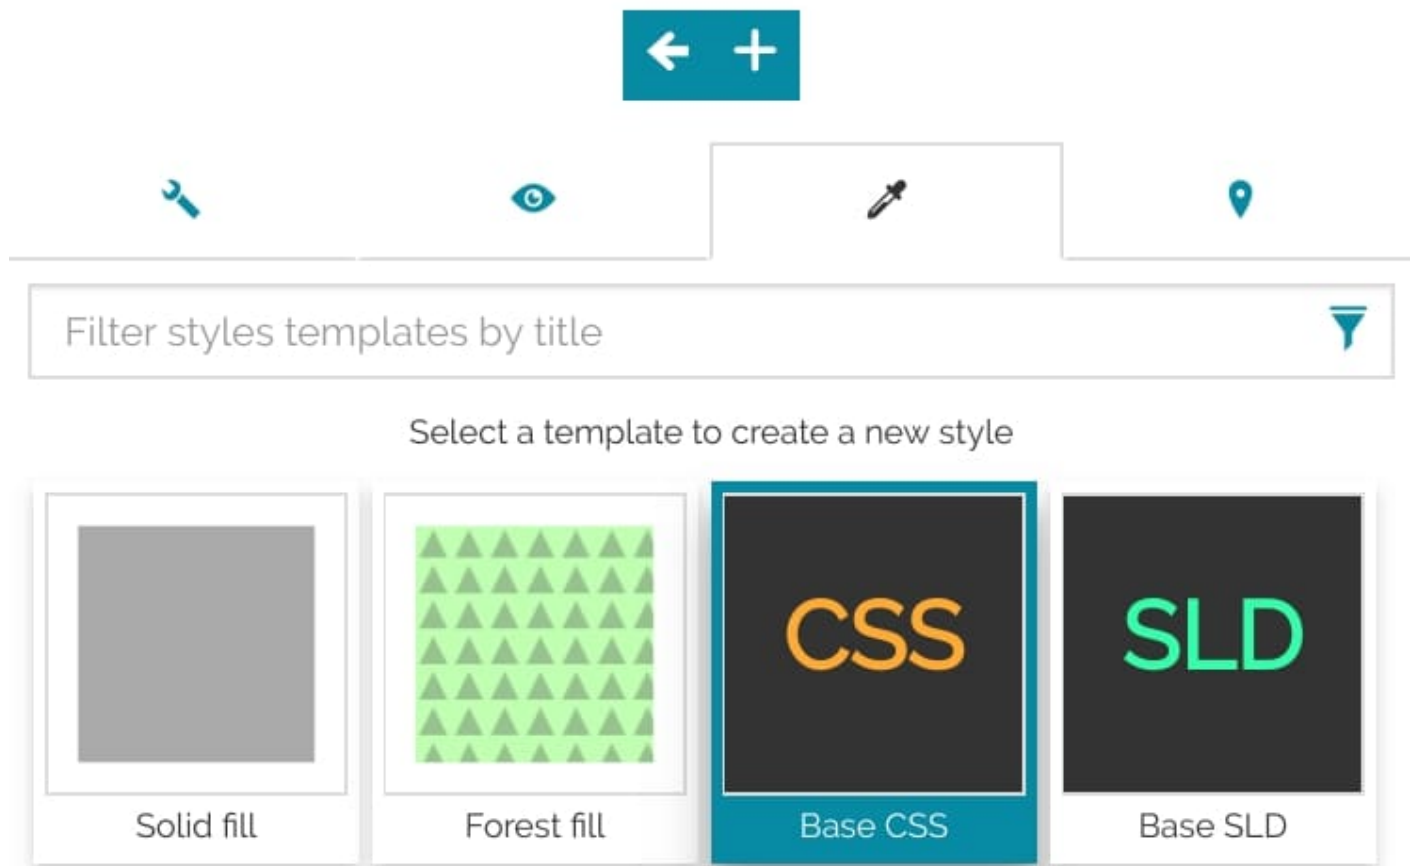 Filter styles templates by title
Select a template to create a new style
CSS
SLD
Solid fill
Forest fill
Base CSS
Base SLD